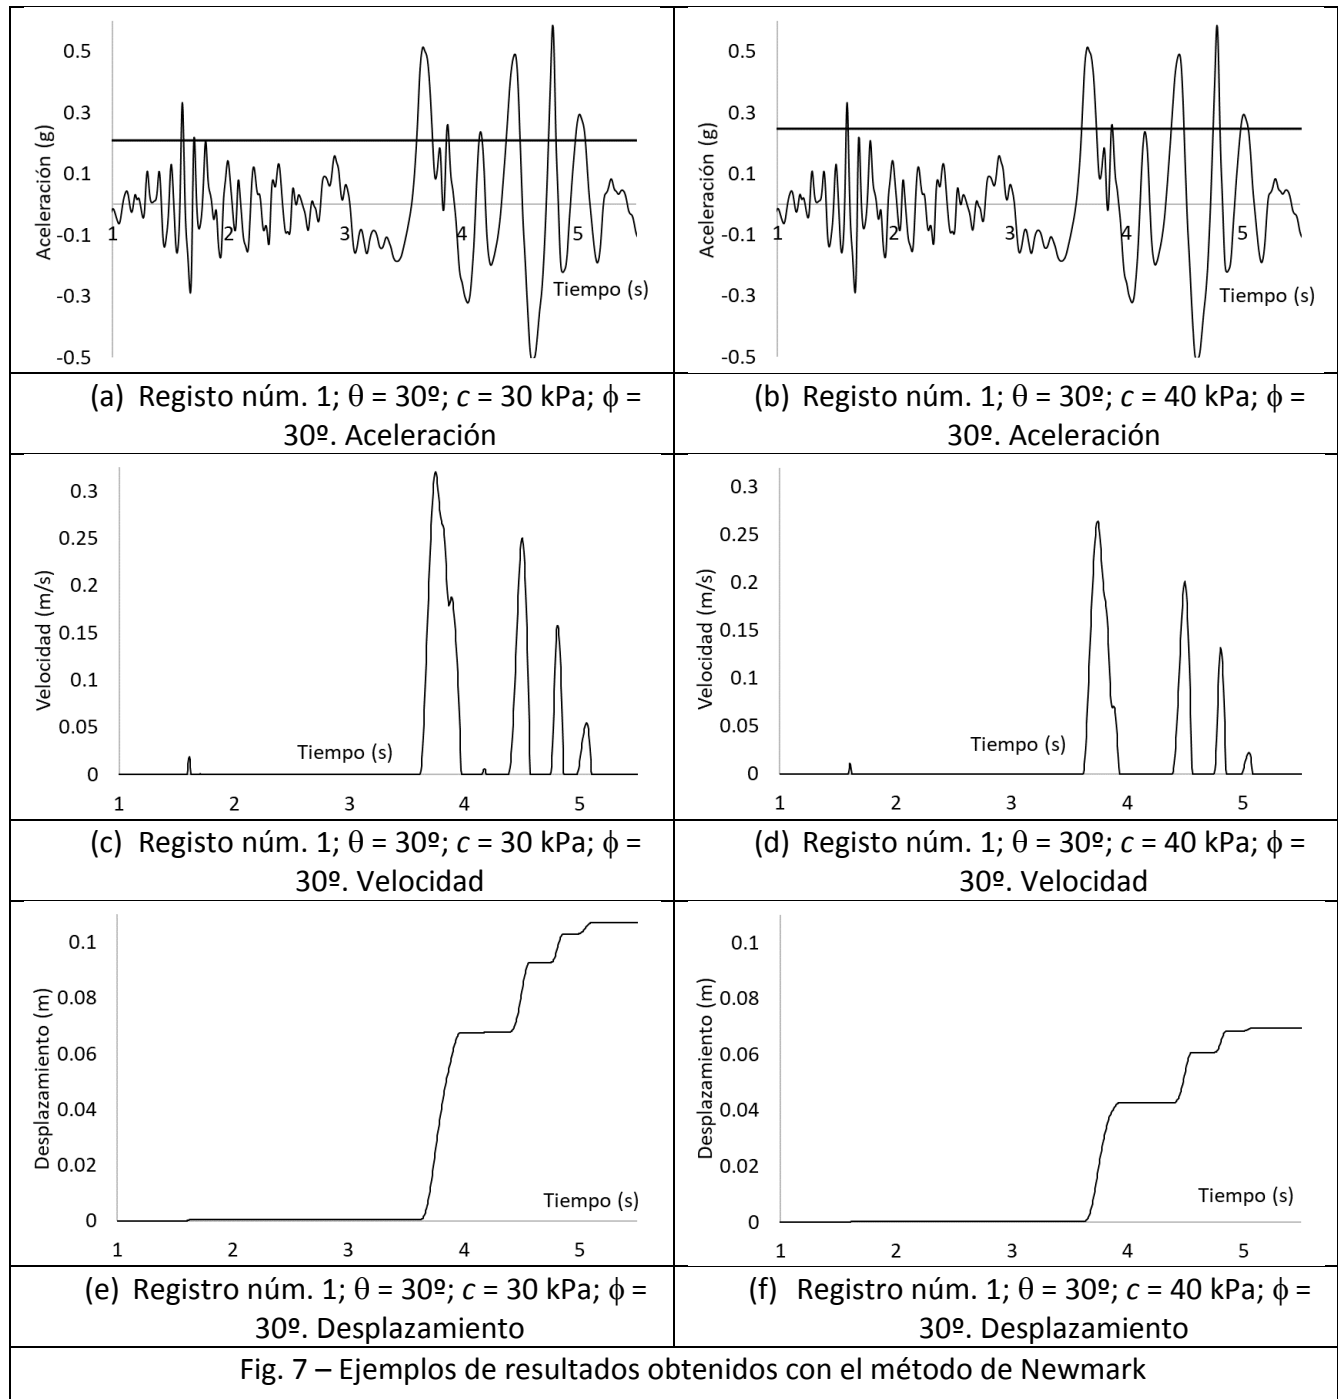 0.5
0.3
0.1
-0.1
-0.3
-0.5
Aceleración (g)
1
2
3
4
5
Tiempo (s)
0.5
0.3
0.1
-0.1
-0.3
-0.5
Aceleración (g)
1
2
3
4
5
Tiempo (s)
(a) Registo núm. 1; θ = 30º; c = 30 kPa; ϕ =
30º. Aceleración
(b) Registo núm. 1; θ = 30º; c = 40 kPa; ϕ =
30º. Aceleración
0.3
0.25
0.2
0.15
0.1
0.05
0
Velocidad (m/s)
Tiempo (s)
1
2
3
4
5
0.3
0.25
0.2
0.15
0.1
0.05
0
Velocidad (m/s)
Tiempo (s)
1
2
3
4
5
(c) Registo núm. 1; θ = 30º; c = 30 kPa; ϕ =
30º. Velocidad
(d) Registo núm. 1; θ = 30º; c = 40 kPa; ϕ =
30º. Velocidad
0.1
0.08
0.06
0.04
0.02
0
Desplazamiento (m)
Tiempo (s)
1
2
3
4
5
0.1
0.08
0.06
0.04
0.02
0
Desplazamiento (m)
Tiempo (s)
1
2
3
4
5
(e) Registro núm. 1; θ = 30º; c = 30 kPa; ϕ =
30º. Desplazamiento
(f) Registro núm. 1; θ = 30º; c = 40 kPa; ϕ =
30º. Desplazamiento
Fig. 7 – Ejemplos de resultados obtenidos con el método de Newmark